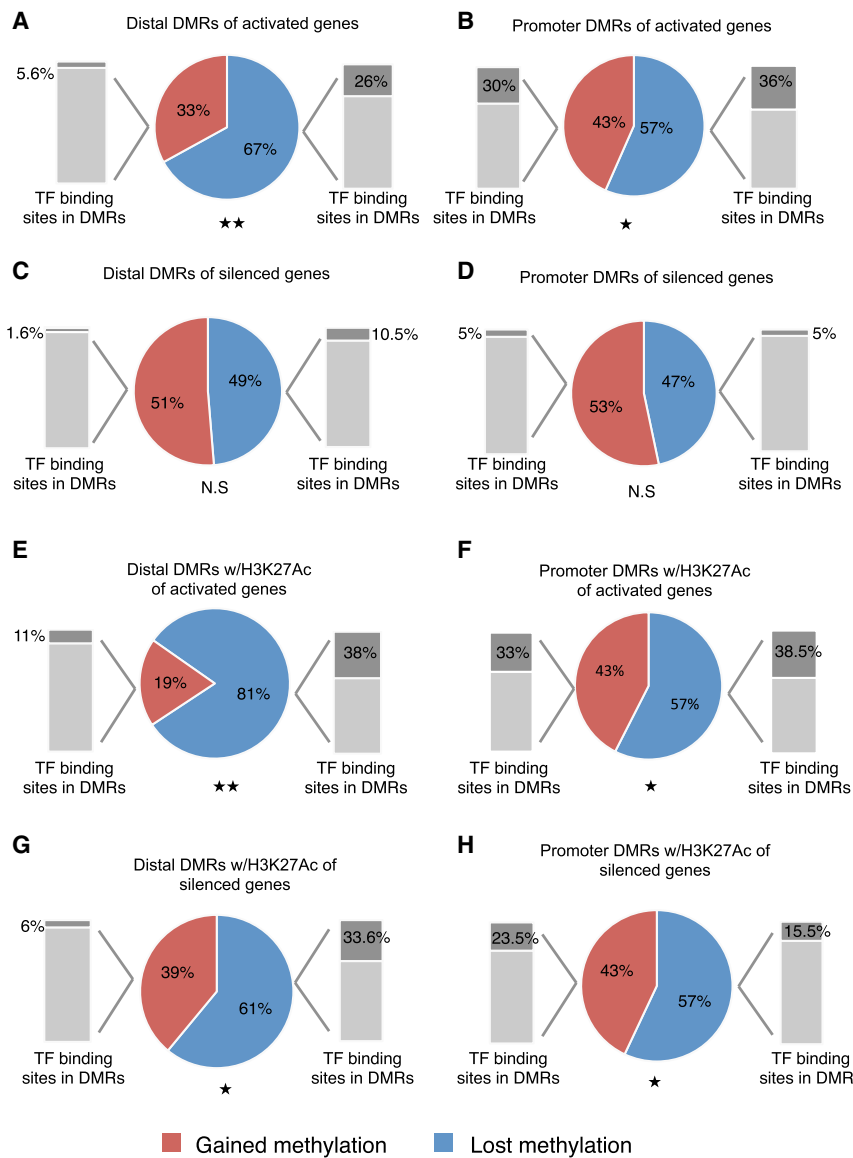 A
Distal DMRs of activated genes
5.6%
33%
67%
26%
TF binding
sites in DMRs
★★
TF binding
sites in DMRs
B
Promoter DMRs of activated genes
30%
43%
57%
36%
TF binding
sites in DMRs
★
TF binding
sites in DMRs
C
Distal DMRs of silenced genes
1.6%
51%
49%
10.5%
TF binding
sites in DMRs
N.S
TF binding
sites in DMRs
D
Promoter DMRs of silenced genes
5%
53%
47%
5%
TF binding
sites in DMRs
N.S
TF binding
sites in DMRs
E
Distal DMRs w/H3K27Ac
of activated genes
11%
19%
81%
38%
TF binding
sites in DMRs
★★
TF binding
sites in DMRs
F
Promoter DMRs w/H3K27Ac
of activated genes
33%
43%
57%
38.5%
TF binding
sites in DMRs
★
TF binding
sites in DMRs
G
Distal DMRs w/H3K27Ac of
silenced genes
6%
39%
61%
33.6%
TF binding
sites in DMRs
★
TF binding
sites in DMRs
H
Promoter DMRs w/H3K27Ac of
silenced genes
23.5%
43%
57%
15.5%
TF binding
sites in DMRs
★
TF binding
sites in DMR
Gained methylation
Lost methylation